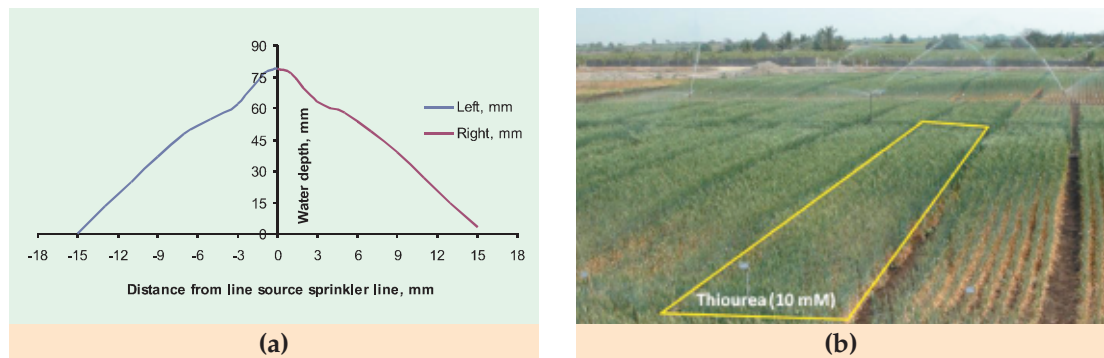 90
75
60
45
30
15
0
Water depth, mm
Left, mm
Right, mm
-18 -15 -12 -9 -6 -3 0 3 6 9 12 15 18
Distance from line source sprinkler line, mm
(a)
Thiourea (10 mM)
(b)